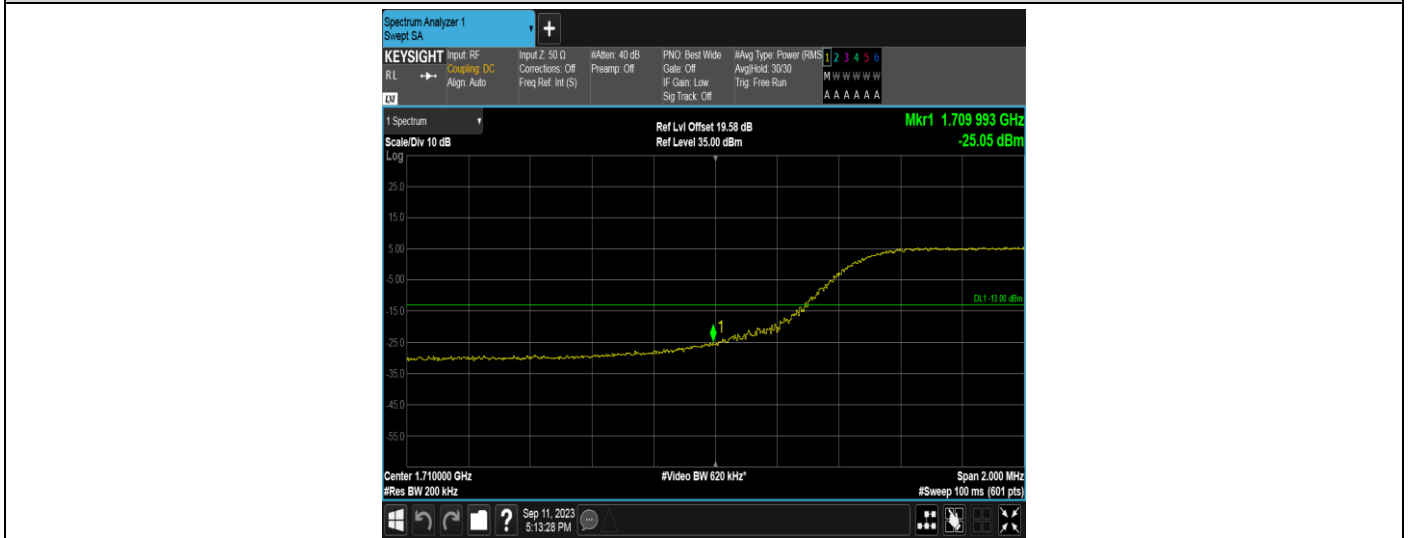 Spectrum Analyzer 1
Swept SA
+
KEYSIGHT
RL
LXI
Input: RF
Coupling: DC
Align: Auto
Input Z: 50 Ω
Corrections: Off
Freq Ref: Int (S)
#Atten: 40 dB
Preamp: Off
PNO: Best Wide
Gate: Off
IF Gain: Low
Sig Track: Off
#Avg Type: Power (RMS
Avg|Hold: 30/30
Trig: Free Run
1 2 3 4 5 6
M W W W W W
A A A A A A
1 Spectrum
Scale/Div 10 dB
Log
Ref Lvl Offset 19.58 dB
Ref Level 35.00 dBm
Mkr1 1.709 993 GHz
-25.05 dBm
25.0
15.0
5.00
-5.00
DL1 -13.00 dBm
-15.0
1
-25.0
-35.0
-45.0
-55.0
Center 1.710000 GHz
#Video BW 620 kHz*
Span 2.000 MHz
#Res BW 200 kHz
#Sweep 100 ms (601 pts)
?
Sep 11, 2023
5:13:28 PM